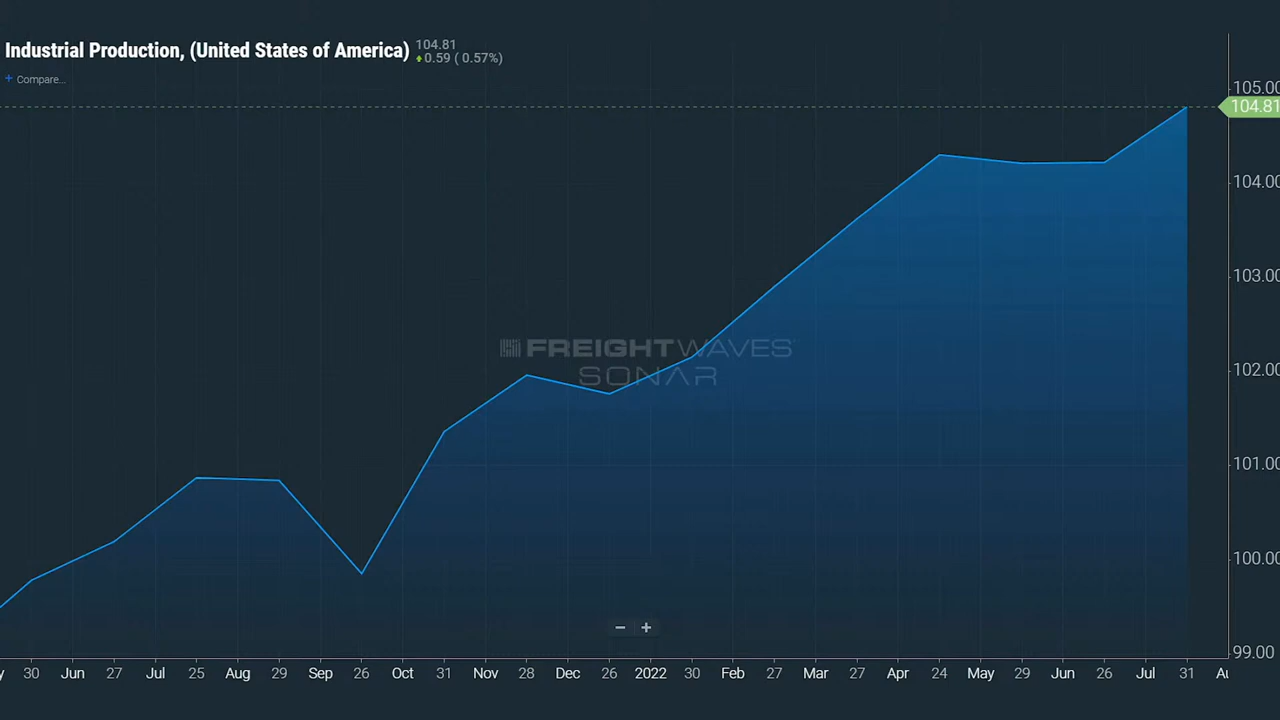 Industrial Production, (United States of America) 104.81
0.59 ( 0.57%)
+ Compare...
105.00
104.81
104.00
103.00
FREIGHTWAVES
SONAR
102.00
101.00
100.00
99.00
− +
y 30 Jun 27 Jul 25 Aug 29 Sep 26 Oct 31 Nov 28 Dec 26 2022 30 Feb 27 Mar 27 Apr 24 May 29 Jun 26 Jul 31 Au